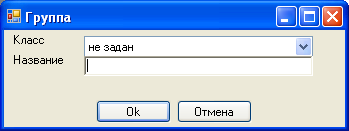 Группа
Класс
не задан
Название
Ok
Отмена